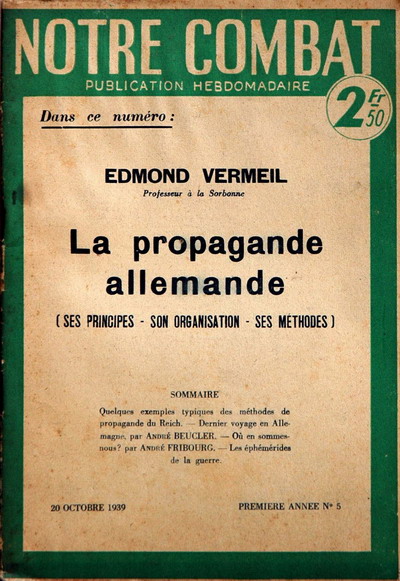 NOTRE COMBAT
PUBLICATION HEBDOMADAIRE
2 Fr 50
Dans ce numéro :
EDMOND VERMEIL
Professeur à la Sorbonne
La propagande
allemande
( SES PRINCIPES - SON ORGANISATION - SES MÉTHODES )
SOMMAIRE
Quelques exemples typiques des méthodes de
propagande du Reich. — Dernier voyage en Alle-
magne, par ANDRÉ BEUCLER. — Où en sommes-
nous? par ANDRÉ FRIBOURG. — Les éphémérides
de la guerre.
20 OCTOBRE 1939
PREMIERE ANNEE N° 5